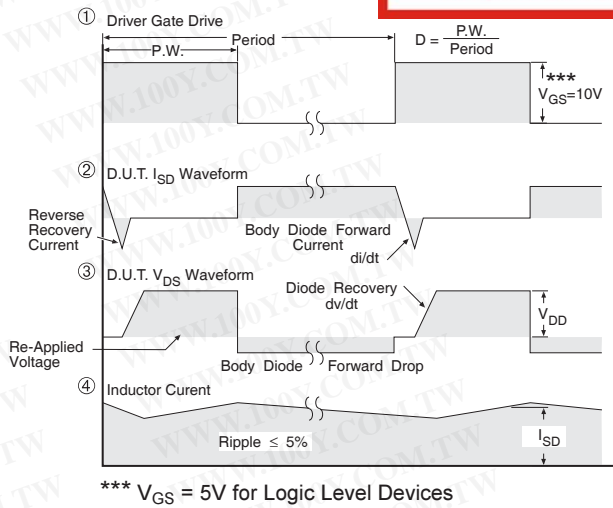 ① Driver Gate Drive
P.W.
Period
D = P.W.
Period
***
V_GS=10V
② D.U.T. I_SD Waveform
Reverse
Recovery
Current
Body Diode Forward
Current
di/dt
③ D.U.T. V_DS Waveform
Diode Recovery
dv/dt
V_DD
Re-Applied
Voltage
Body Diode Forward Drop
④ Inductor Curent
Ripple ≤ 5%
I_SD
*** V_GS = 5V for Logic Level Devices
WWW.100Y.COM.TW